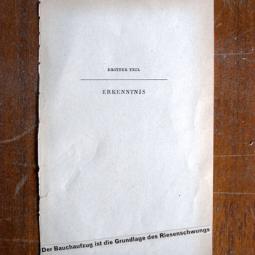 ERSTER TEIL
ERKENNTNIS
Der Bauchaufzug ist die Grundlage des Riesenschwungs